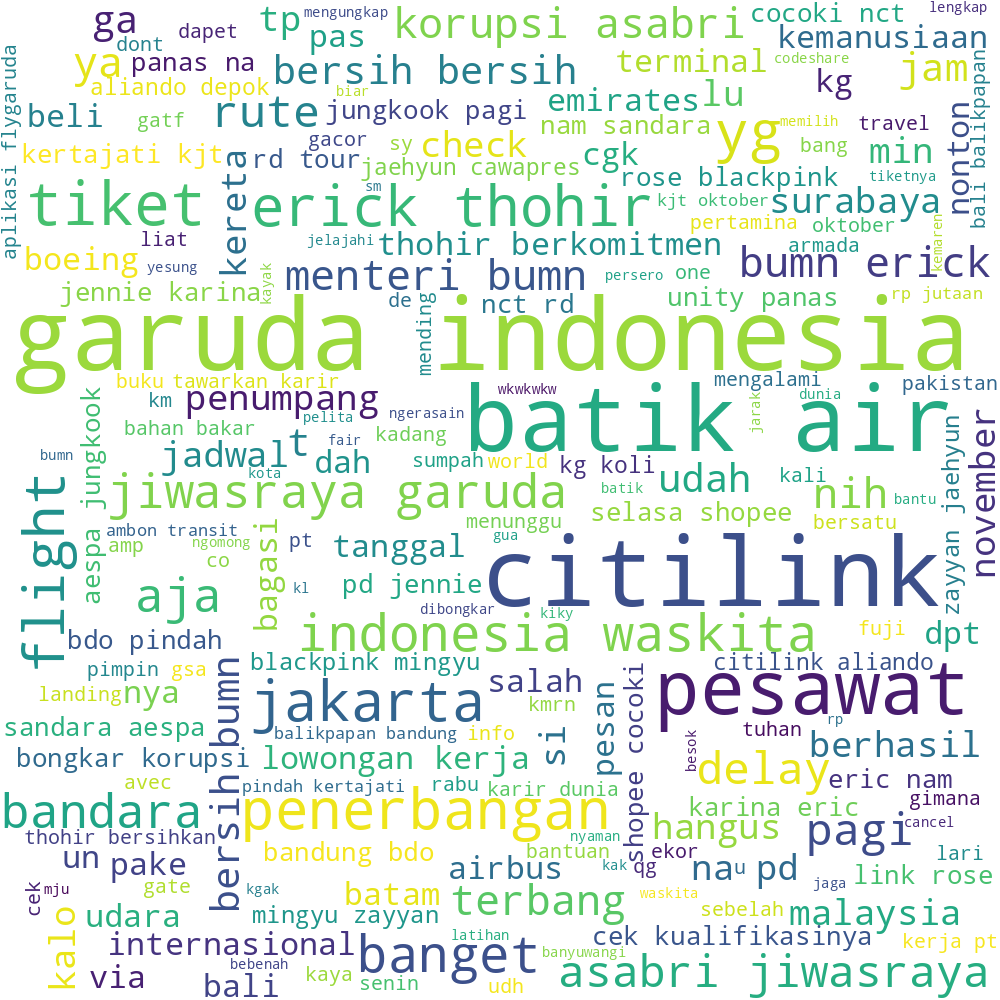 ga
dapet
tp
mengungkap
pas
korupsi asabri
cocoki nct
lengkap
kemanusiaan
dont
ya
panas na
aliando depok
bersih bersih
terminal
codeshare
jam
kg
aplikasi flygaruda
beli
gatf
rute
biar
jungkook pagi
emirates
lu
nam sandara
yg
memilih
travel
bang
min
nonton
bali balikpapan
kertajati kjt
kereta
rd tour
gacor
sy
check
jaehyun cawapres
cgk
rose blackpink
tiketnya
tiket
erick thohir
sm
kjt oktober
surabaya
pertamina
oktober
liat
jelajahi
thohir berkomitmen
armada
kemaren
boeing
yesung
kayak
menteri bumn
persero
one
bumn erick
jennie karina
de
mending
nct rd
unity panas
rp jutaan
garuda indonesia
buku
tawarkan karir
penumpang
wkwkwkw
mengalami
pakistan
km
pelita
ngerasain
batik air
jarak
dunia
aespa jungkook
bahan bakar
jadwal
t
fair
kadang
bumn
kota
dah
sumpah
world
kg koli
udah
kali
zayyan jaehyun
november
flight
jiwasraya garuda
batik
nih
bantu
menunggu
selasa shopee
bersatu
ambon transit
amp
ngomong
co
bagasi
pt
tanggal
gua
citilink
aja
kl
pd jennie
dibongkar
kiky
bdo pindah
indonesia waskita
fuji
dpt
pimpin
gsa
blackpink mingyu
citilink aliando
landing
nya
bersih bumn
jakarta
salah
kmrn
pesan
shopee cocoki
pesawat
rp
sandara aespa
balikpapan bandung
info
si
besok
tuhan
berhasil
bongkar korupsi
lowongan kerja
delay
avec
pindah kertajati
rabu
karir dunia
eric nam
gimana
bandara
penerbangan
karina eric
cancel
thohir bersihkan
nyaman
hangus
pagi
un
pake
bandung bdo
bantuan
ekor
lari
cek
mju
gate
kgak
airbus
kak
qg
na
u
pd
jaga
link rose
kalo
udara
batam
terbang
waskita
mingyu zayyan
sebelah
malaysia
internasional
latihan
banyuwangi
cek kualifikasinya
kerja pt
via
bebenah
banget
bali
kaya
senin
udh
asabri jiwasraya